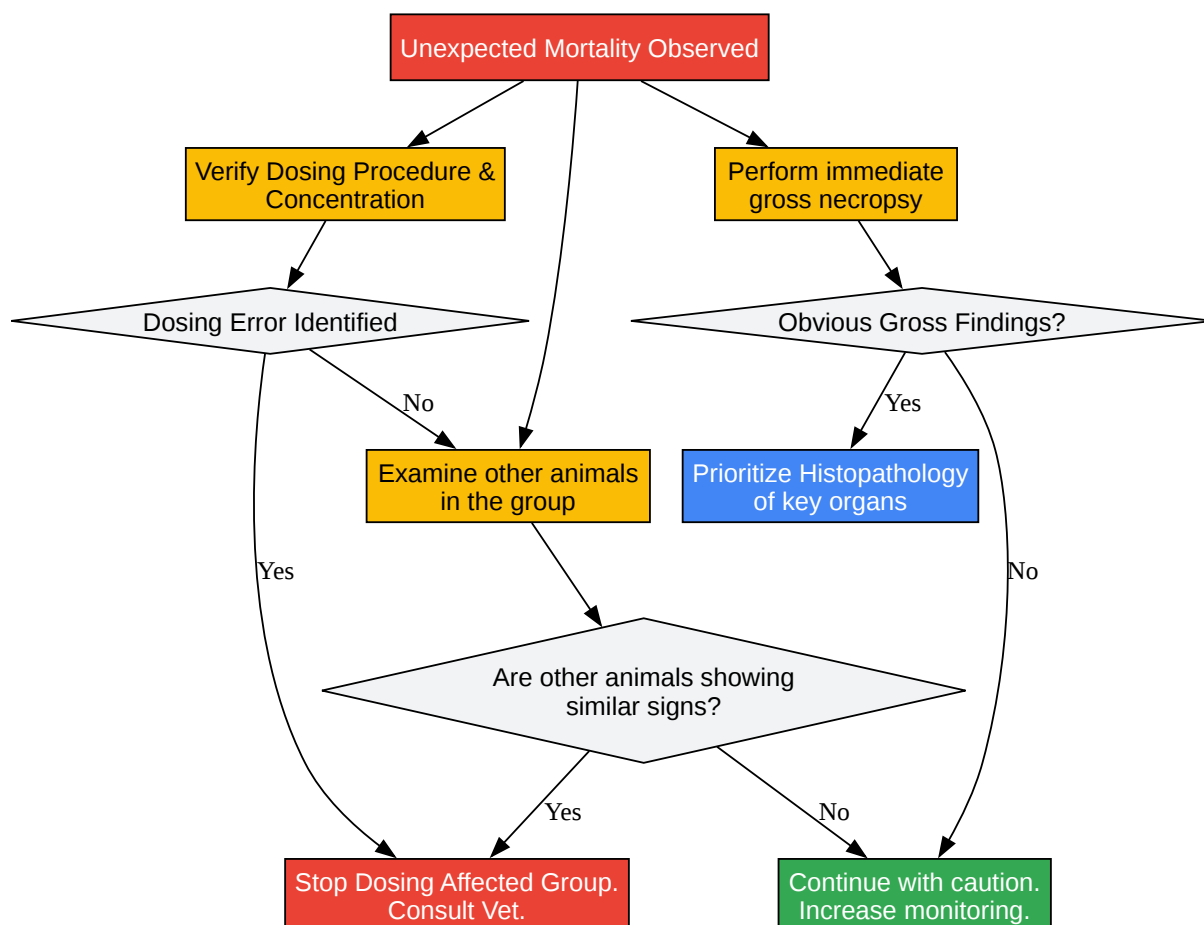 Unexpected Mortality Observed
Verify Dosing Procedure &
Concentration
Perform immediate
gross necropsy
Dosing Error Identified
Obvious Gross Findings?
No
Yes
Examine other animals
in the group
Prioritize Histopathology
of key organs
Yes
No
Are other animals showing
similar signs?
Yes
No
Stop Dosing Affected Group.
Consult Vet.
Continue with caution.
Increase monitoring.